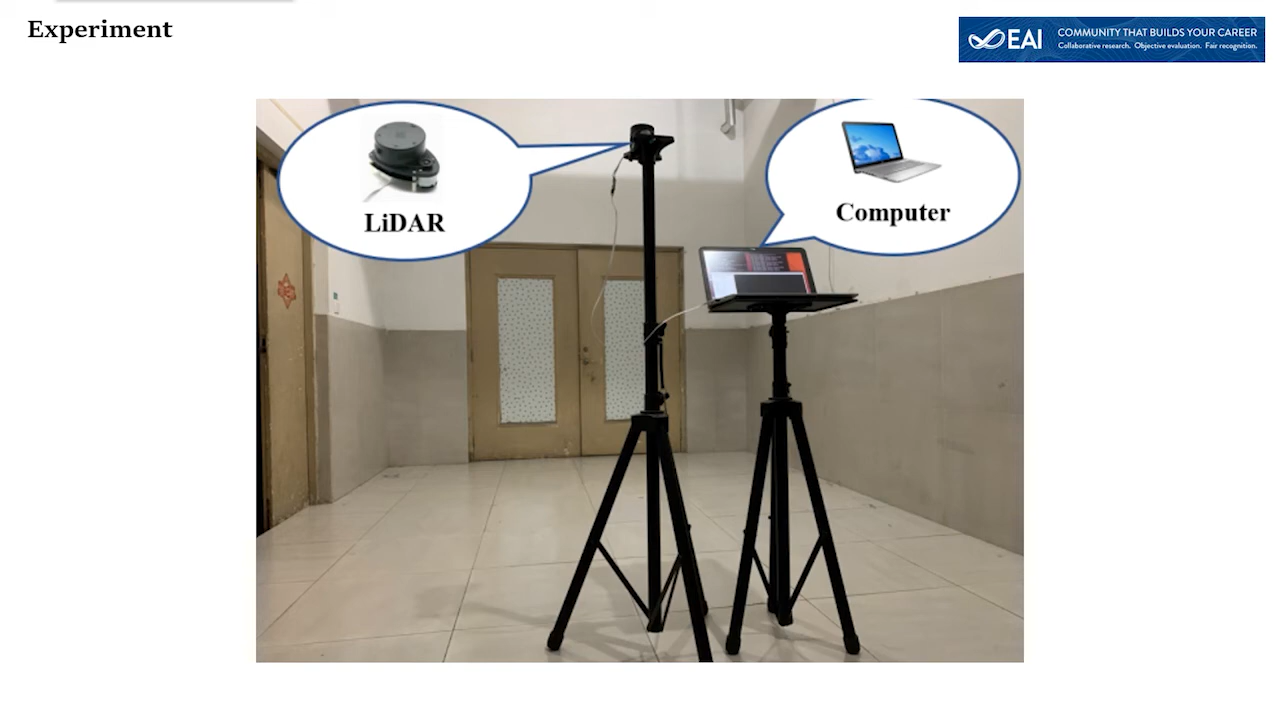 Experiment
EAI
COMMUNITY THAT BUILDS YOUR CAREER
Collaborative research. Objective evaluation. Fair recognition.
LiDAR
Computer